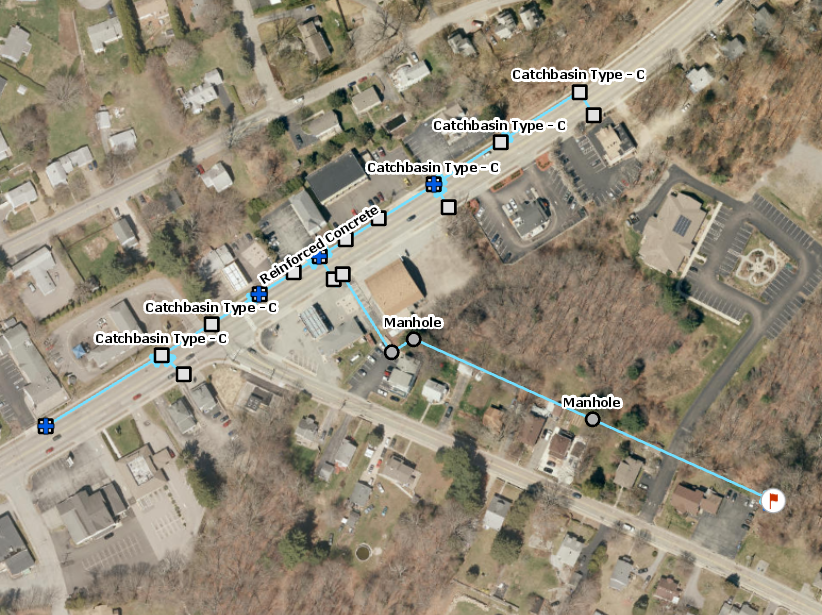 Catchbasin Type - C
Catchbasin Type - C
Catchbasin Type - C
Reinforced Concrete
Catchbasin Type - C
Manhole
Catchbasin Type - C
Manhole